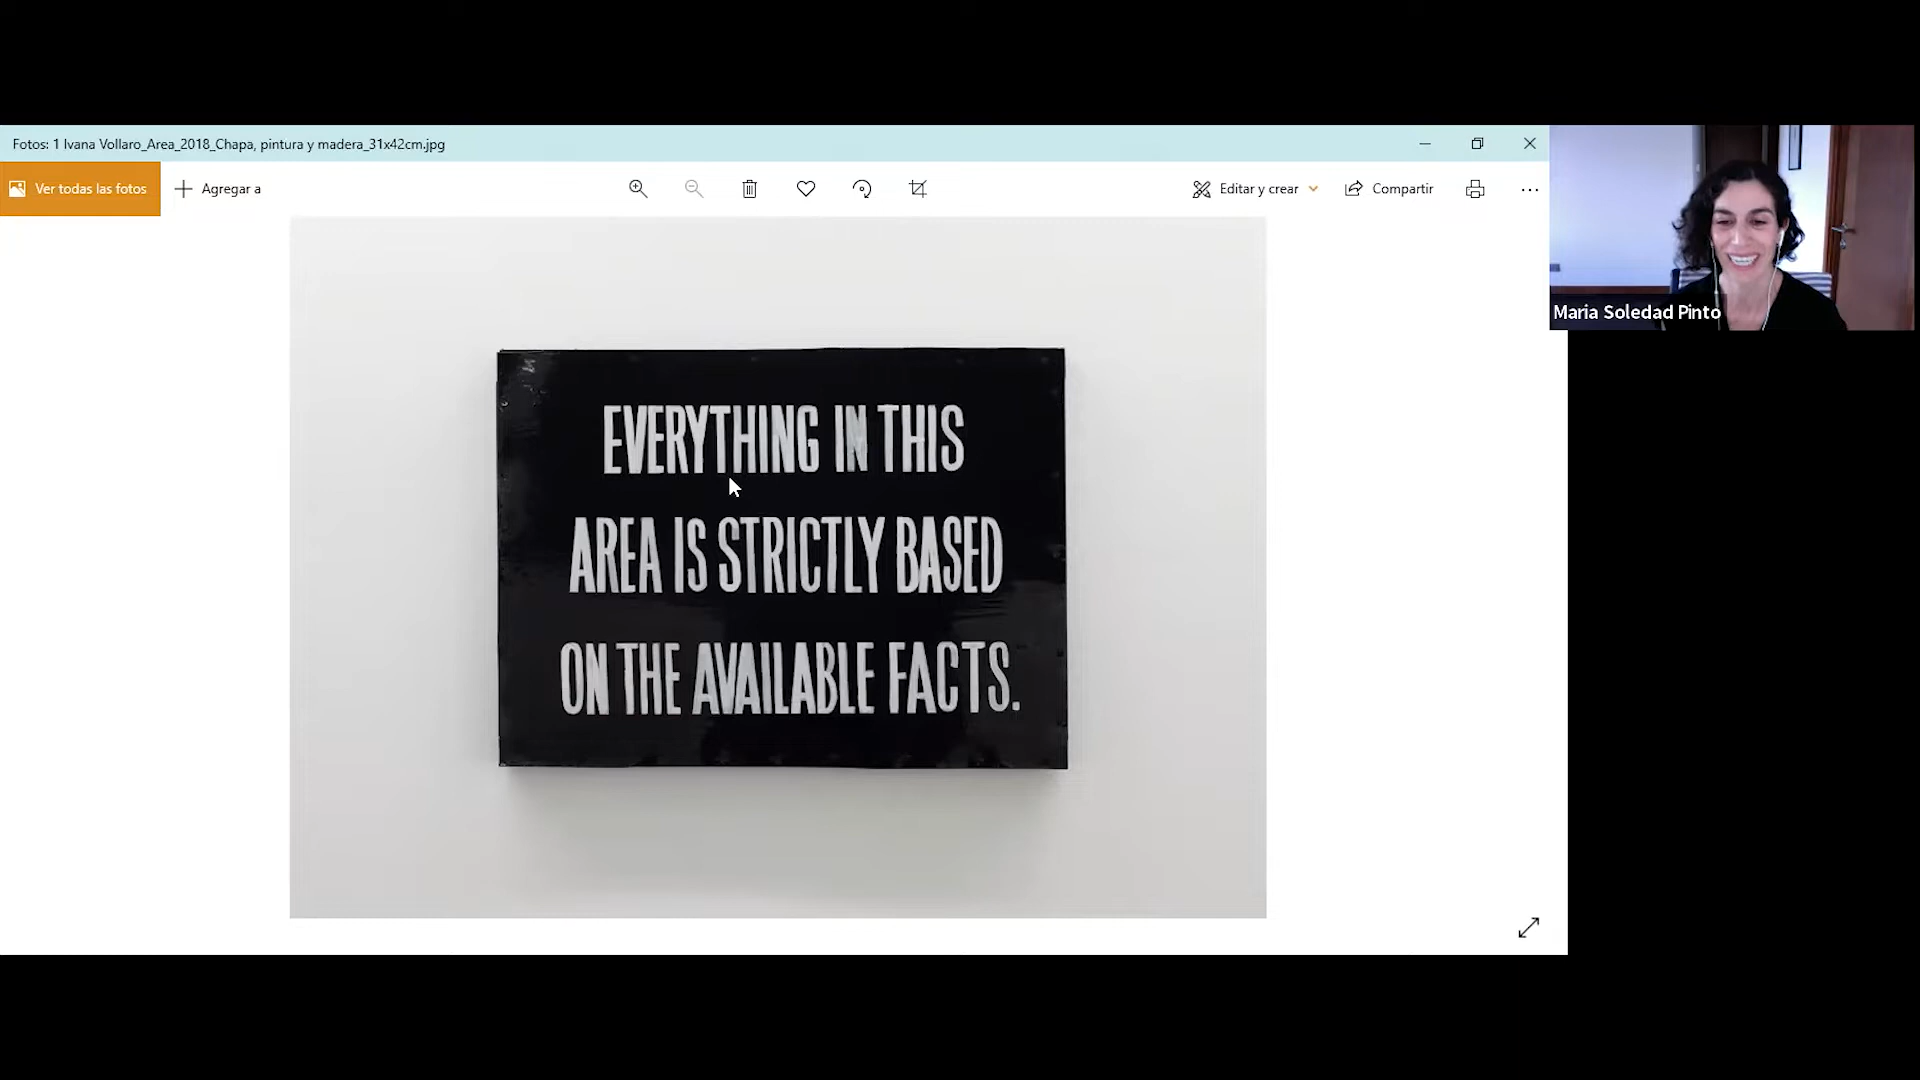 Fotos: 1 Ivana Vollaro_Area_2018_Chapa, pintura y madera_31x42cm.jpg
Ver todas las fotos
Agregar a
Editar y crear
Compartir
Maria Soledad Pinto
EVERYTHING IN THIS
AREA IS STRICTLY BASED
ON THE AVAILABLE FACTS.